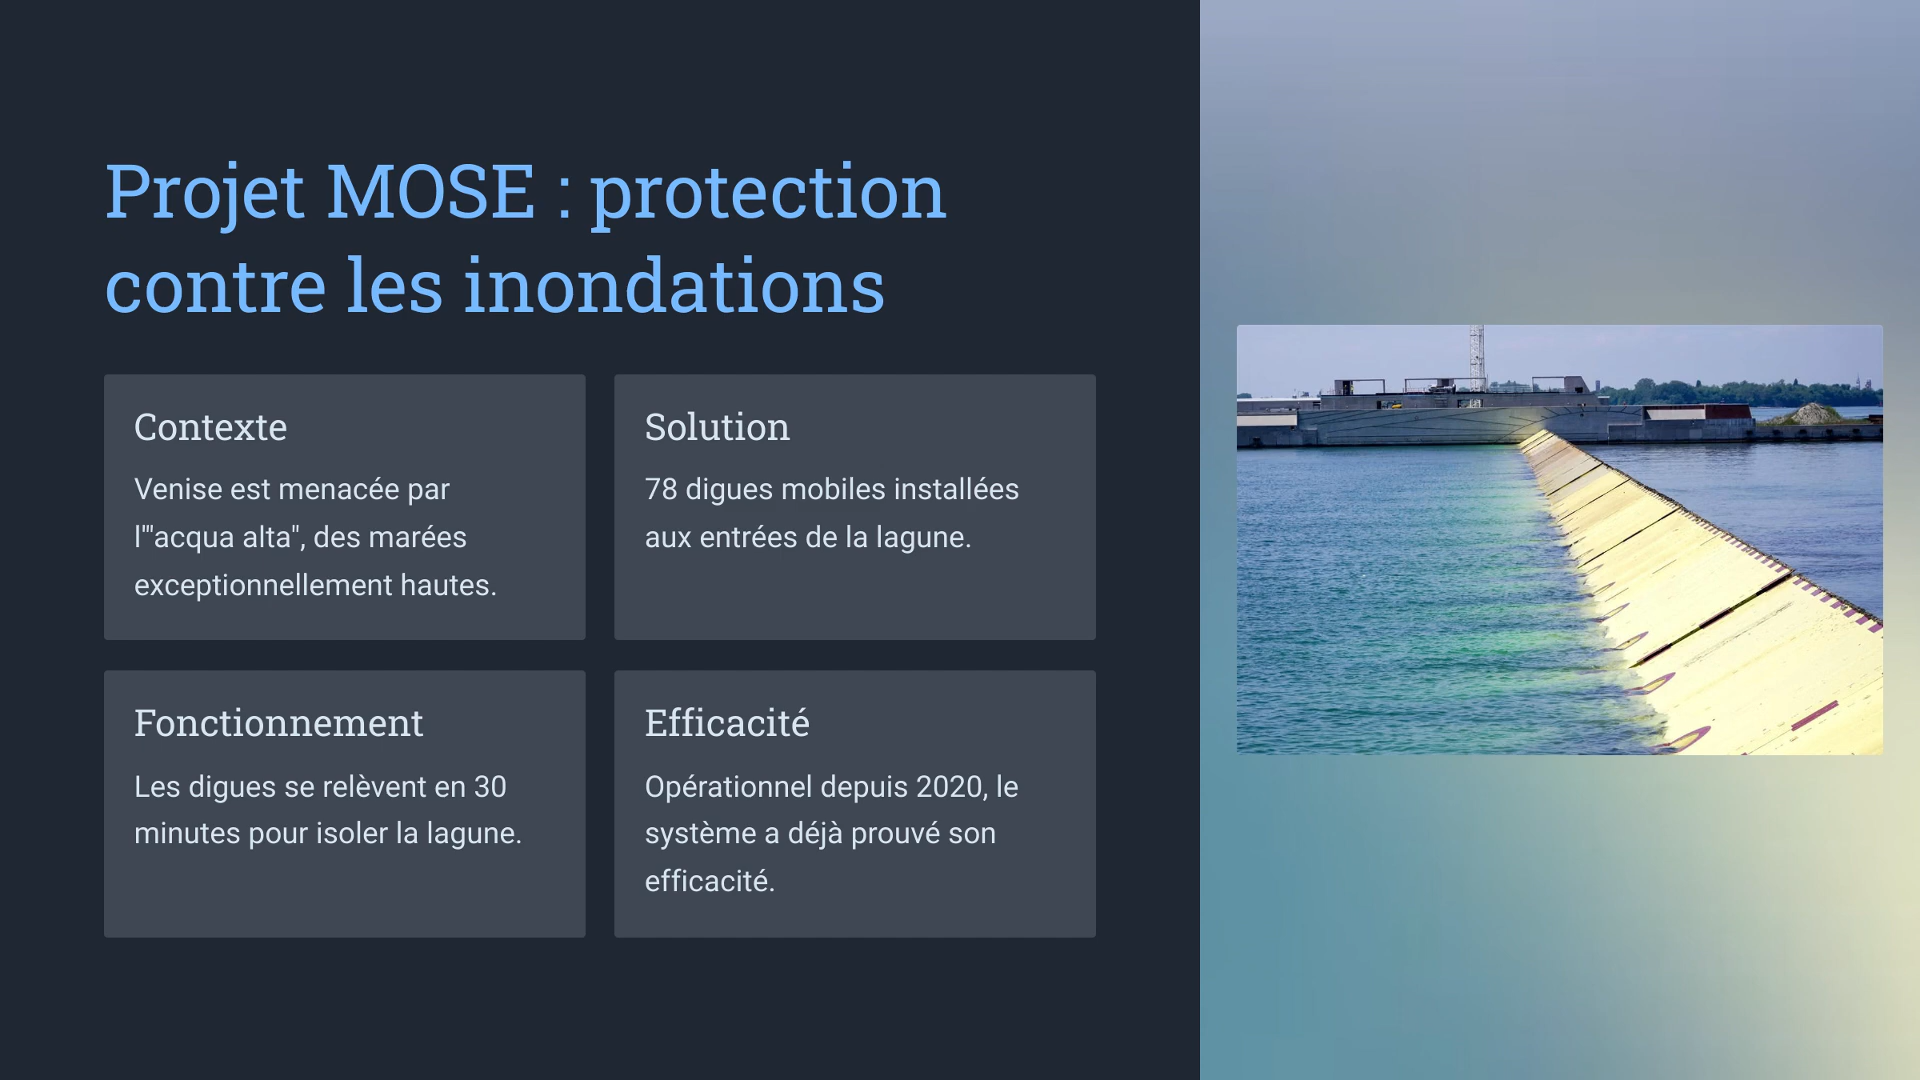 Projet MOSE : protection
contre les inondations
Contexte
Venise est menacée par
l'"acqua alta", des marées
exceptionnellement hautes.
Solution
78 digues mobiles installées
aux entrées de la lagune.
Fonctionnement
Les digues se relèvent en 30
minutes pour isoler la lagune.
Efficacité
Opérationnel depuis 2020, le
système a déjà prouvé son
efficacité.